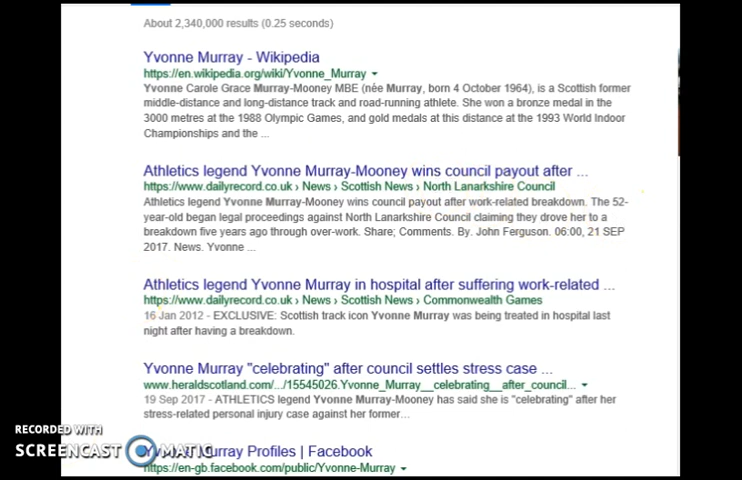 About 2,340,000 results (0.25 seconds)
Yvonne Murray - Wikipedia
https://en.wikipedia.org/wiki/Yvonne_Murray
Yvonne Carole Grace Murray-Mooney MBE (née Murray, born 4 October 1964), is a Scottish former
middle-distance and long-distance track and road-running athlete. She won a bronze medal in the
3000 metres at the 1988 Olympic Games, and gold medals at this distance at the 1993 World Indoor
Championships and the ...
Athletics legend Yvonne Murray-Mooney wins council payout after ...
https://www.dailyrecord.co.uk › News › Scottish News › North Lanarkshire Council
Athletics legend Yvonne Murray-Mooney wins council payout after work-related breakdown. The 52-
year-old began legal proceedings against North Lanarkshire Council claiming they drove her to a
breakdown five years ago through over-work. Share; Comments. By. John Ferguson. 06:00, 21 SEP
2017. News. Yvonne ...
Athletics legend Yvonne Murray in hospital after suffering work-related ...
https://www.dailyrecord.co.uk › News › Scottish News › Commonwealth Games
16 Jan 2012 - EXCLUSIVE: Scottish track icon Yvonne Murray was being treated in hospital last
night after having a breakdown.
Yvonne Murray "celebrating" after council settles stress case ...
www.heraldscotland.com/.../15545026.Yvonne_Murray__celebrating__after_council...
19 Sep 2017 - ATHLETICS legend Yvonne Murray-Mooney has said she is "celebrating" after her
stress-related personal injury case against her former...
RECORDED WITH
SCREENCAST MATIC
Murray Profiles | Facebook
https://en-gb.facebook.com/public/Yvonne-Murray